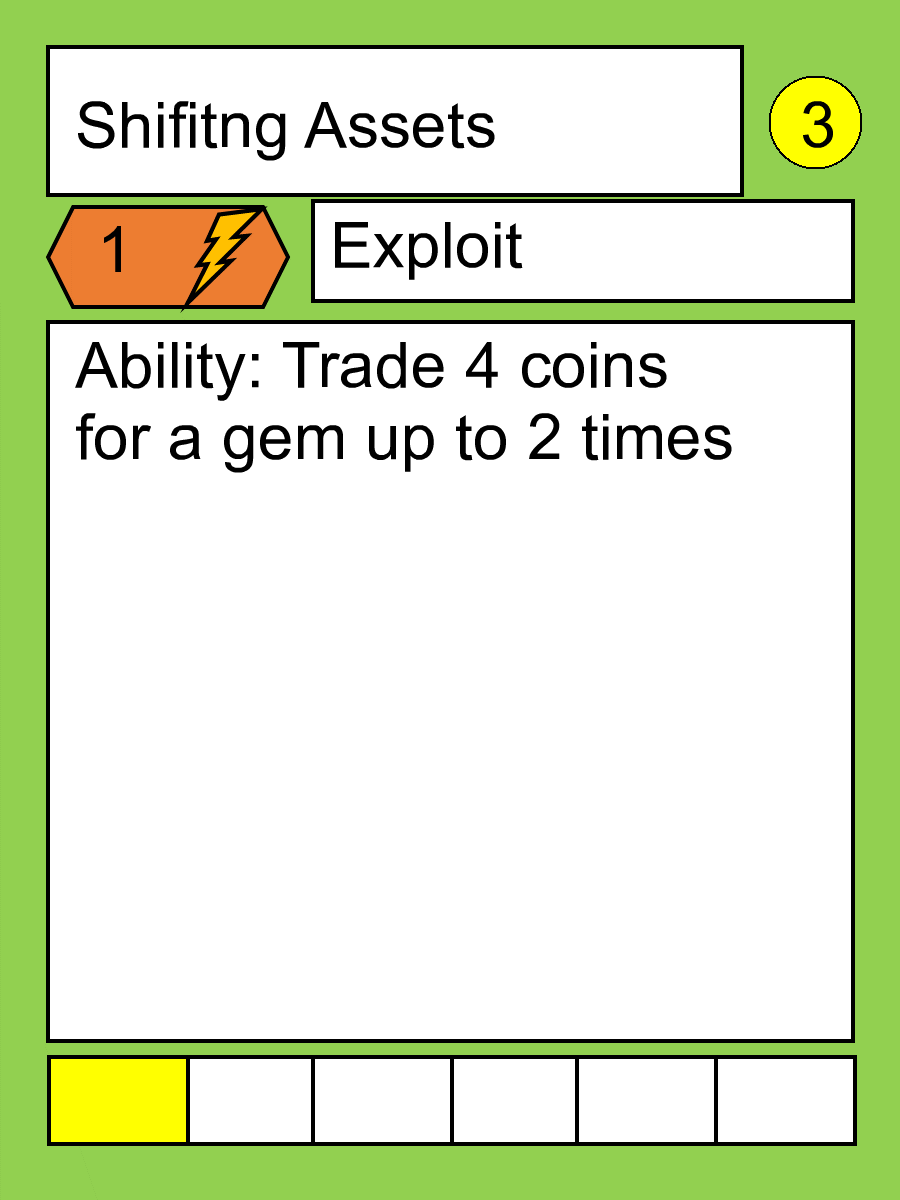 Shifitng Assets
3
1
Exploit
Ability: Trade 4 coins
for a gem up to 2 times